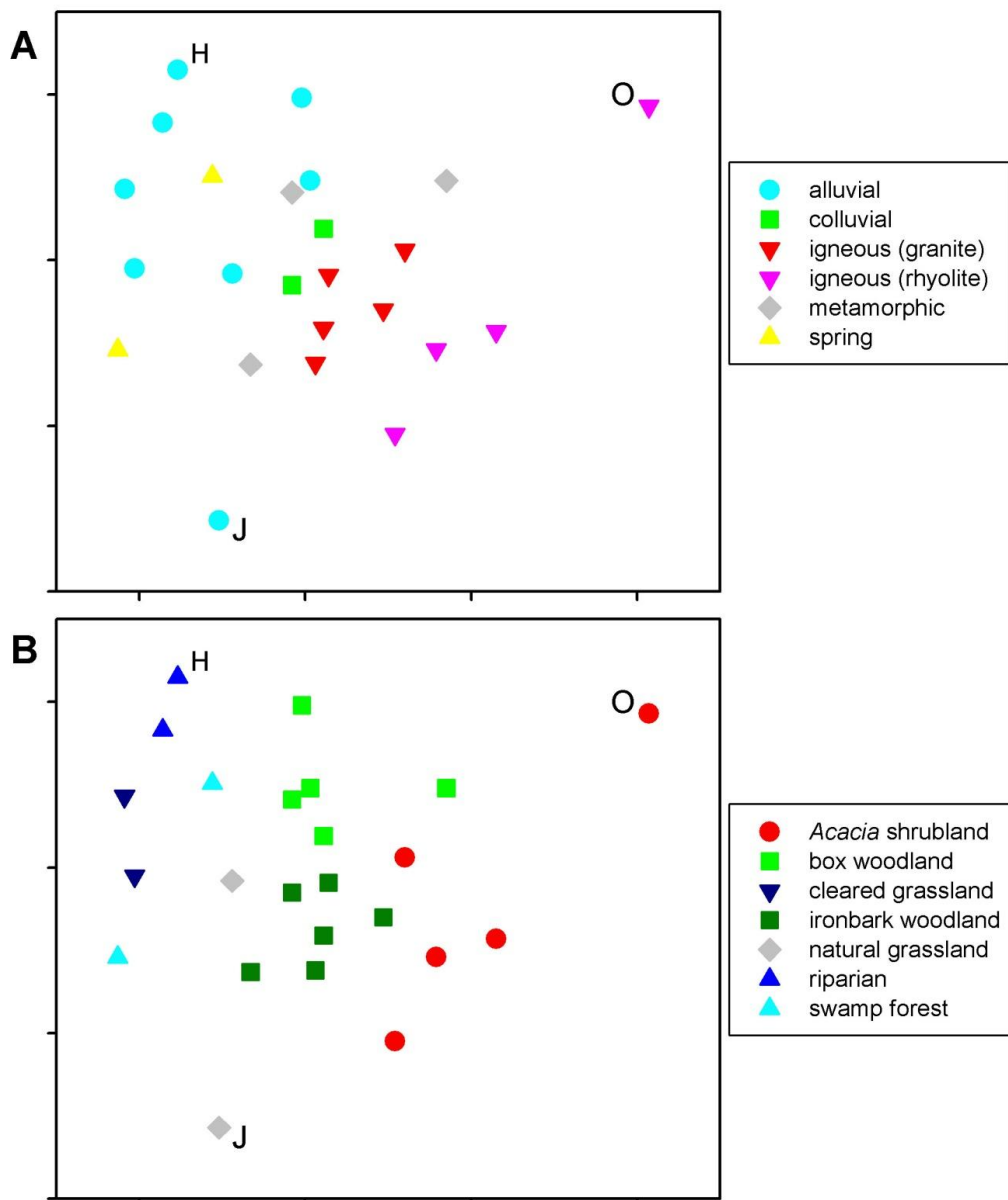 A
H
O
J
alluvial
colluvial
igneous (granite)
igneous (rhyolite)
metamorphic
spring
B
H
O
J
Acacia shrubland
box woodland
cleared grassland
ironbark woodland
natural grassland
riparian
swamp forest